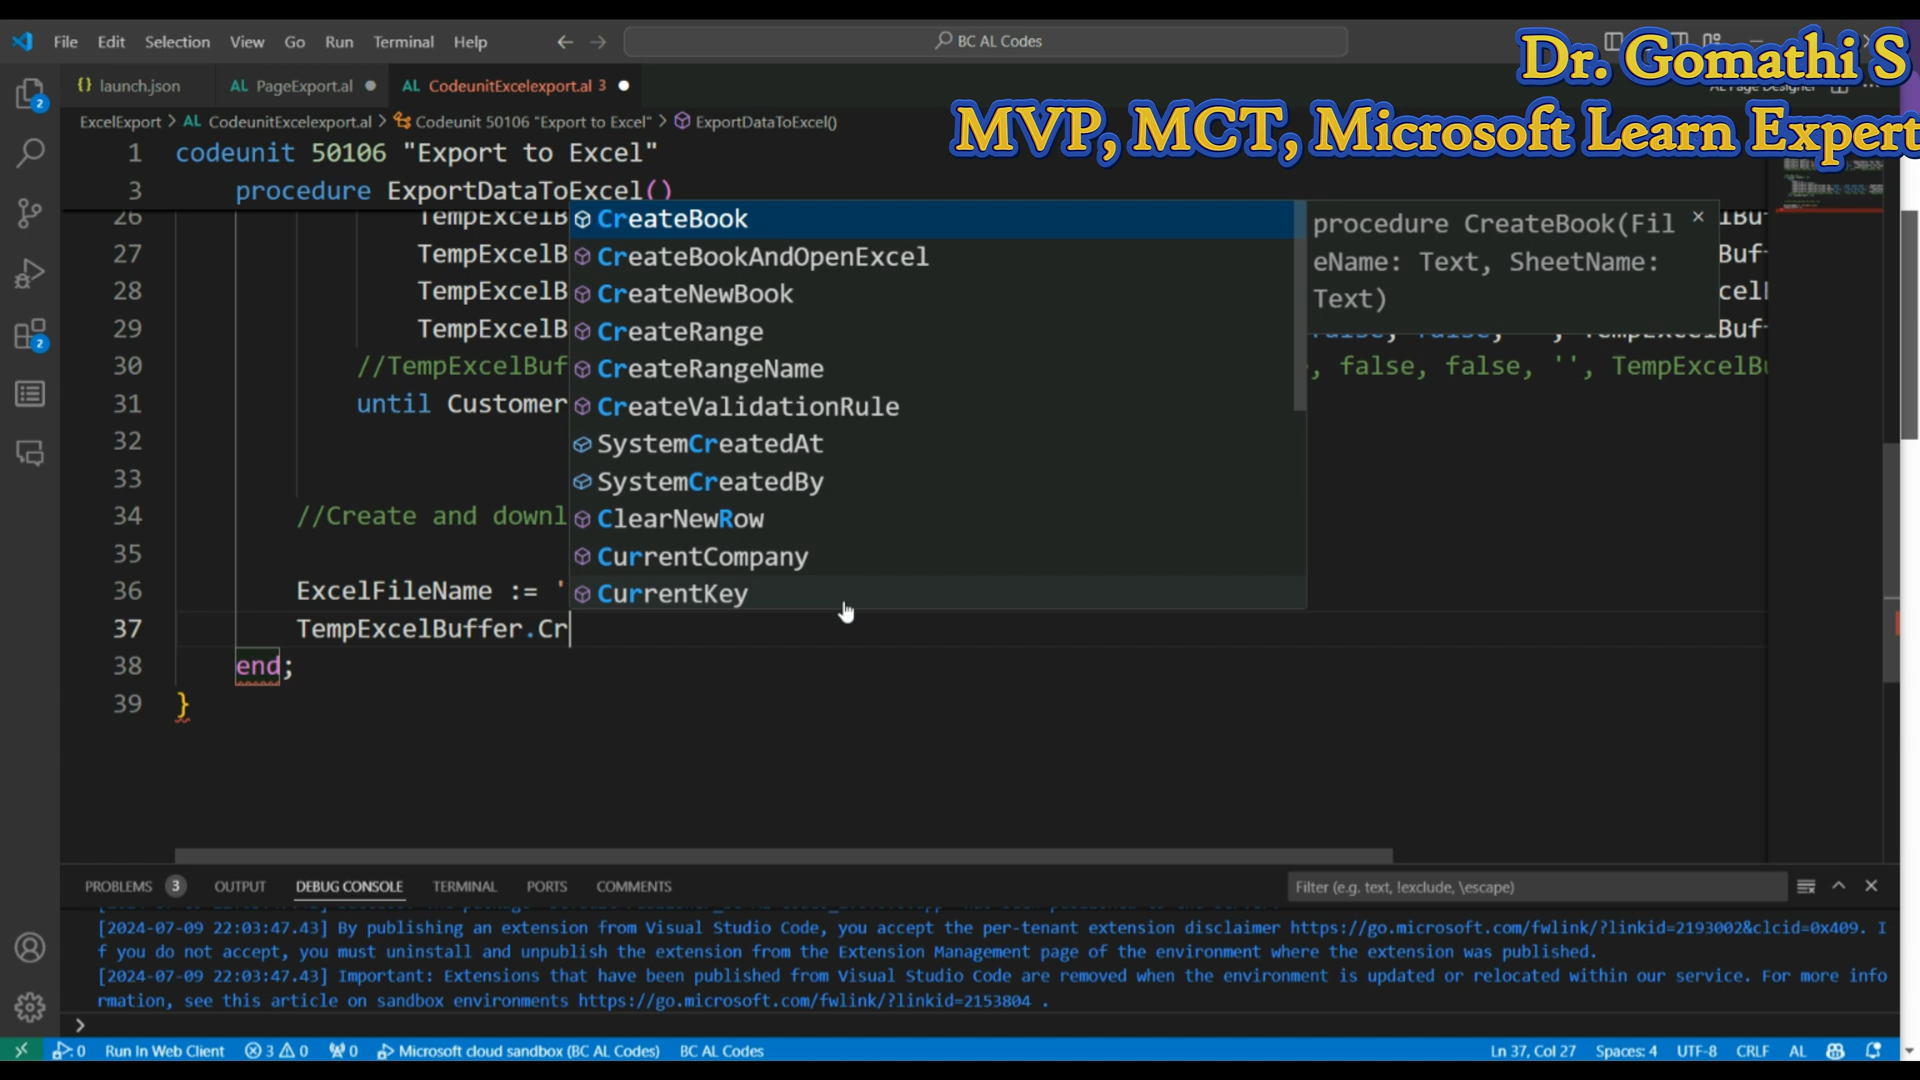 File Edit Selection View Go Run Terminal Help
BC AL Codes
Dr. Gomathi S
MVP, MCT, Microsoft Learn Expert
{} launch.json
AL PageExport.al
AL CodeunitExcelexport.al 3
AL Page Designer
ExcelExport > AL CodeunitExcelexport.al > Codeunit 50106 "Export to Excel" > ExportDataToExcel()
1 codeunit 50106 "Export to Excel"
3 procedure ExportDataToExcel()
26 TempExcelB
27 TempExcelB
28 TempExcelB
29 TempExcelB
30 //TempExcelBuf , false, false, '', TempExcelBu
31 until Customer
32
33
34 //Create and downl
35
36 ExcelFileName := '
37 TempExcelBuffer.Cr
38 end;
39 }
CreateBook
CreateBookAndOpenExcel
CreateNewBook
CreateRange
CreateRangeName
CreateValidationRule
SystemCreatedAt
SystemCreatedBy
ClearNewRow
CurrentCompany
CurrentKey
procedure CreateBook(Fil
eName: Text, SheetName:
Text)
PROBLEMS 3 OUTPUT DEBUG CONSOLE TERMINAL PORTS COMMENTS
Filter (e.g. text, !exclude, \escape)
[2024-07-09 22:03:47.43] By publishing an extension from Visual Studio Code, you accept the per-tenant extension disclaimer https://go.microsoft.com/fwlink/?linkid=2193002&clcid=0x409. I
f you do not accept, you must uninstall and unpublish the extension from the Extension Management page of the environment where the extension was published.
[2024-07-09 22:03:47.43] Important: Extensions that have been published from Visual Studio Code are removed when the environment is updated or relocated within our service. For more info
rmation, see this article on sandbox environments https://go.microsoft.com/fwlink/?linkid=2153804 .
>
0 Run In Web Client 3 0 0 Microsoft cloud sandbox (BC AL Codes) BC AL Codes
Ln 37, Col 27 Spaces: 4 UTF-8 CRLF AL
2
2